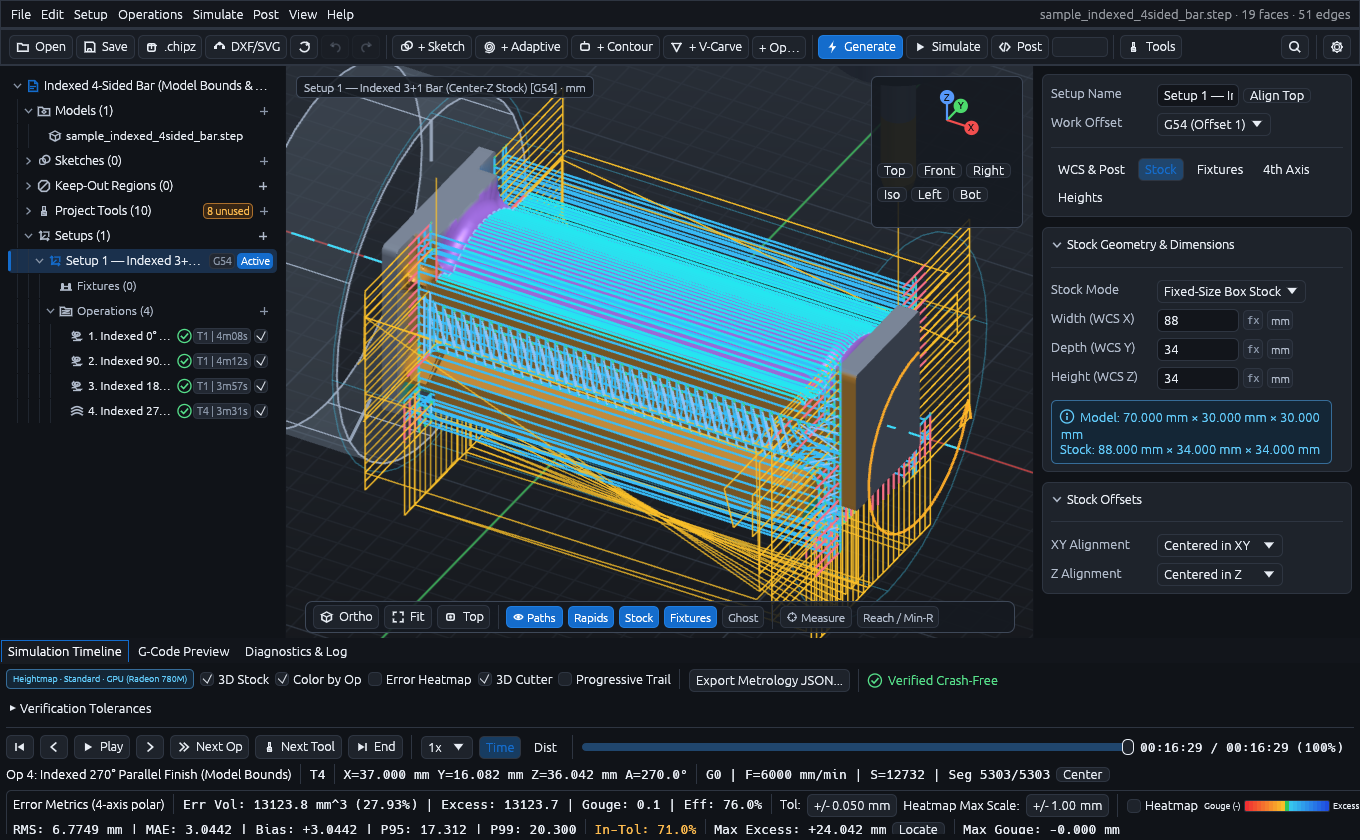 File Edit Setup Operations Simulate Post View Help
sample_indexed_4sided_bar.step · 19 faces · 51 edges
Open Save .chipz DXF/SVG + Sketch + Adaptive + Contour + V-Carve + Op... Generate Simulate Post Tools
Indexed 4-Sided Bar (Model Bounds & ...
Models (1) +
sample_indexed_4sided_bar.step
Sketches (0) +
Keep-Out Regions (0) +
Project Tools (10) 8 unused +
Setups (1) +
Setup 1 — Indexed 3+... G54 Active
Fixtures (0)
Operations (4) +
1. Indexed 0° ... T1 | 4m08s
2. Indexed 90... T1 | 4m12s
3. Indexed 18... T1 | 3m57s
4. Indexed 27... T4 | 3m31s
Setup 1 — Indexed 3+1 Bar (Center-Z Stock) [G54] · mm
Z Y X
Top Front Right
Iso Left Bot
Ortho Fit Top Paths Rapids Stock Fixtures Ghost Measure Reach / Min-R
Setup Name Setup 1 — Ir Align Top
Work Offset G54 (Offset 1)
WCS & Post Stock Fixtures 4th Axis
Heights
Stock Geometry & Dimensions
Stock Mode Fixed-Size Box Stock
Width (WCS X) 88 fx mm
Depth (WCS Y) 34 fx mm
Height (WCS Z) 34 fx mm
Model: 70.000 mm × 30.000 mm × 30.000
mm
Stock: 88.000 mm × 34.000 mm × 34.000 mm
Stock Offsets
XY Alignment Centered in XY
Z Alignment Centered in Z
Simulation Timeline G-Code Preview Diagnostics & Log
Heightmap · Standard · GPU (Radeon 780M) 3D Stock Color by Op Error Heatmap 3D Cutter Progressive Trail Export Metrology JSON... Verified Crash-Free
Verification Tolerances
Play Next Op Next Tool End 1x Time Dist 00:16:29 / 00:16:29 (100%)
Op 4: Indexed 270° Parallel Finish (Model Bounds) T4 X=37.000 mm Y=16.082 mm Z=36.042 mm A=270.0° G0 | F=6000 mm/min | S=12732 | Seg 5303/5303 Center
Error Metrics (4-axis polar) Err Vol: 13123.8 mm^3 (27.93%) | Excess: 13123.7 | Gouge: 0.1 | Eff: 76.0% Tol: +/-0.050 mm Heatmap Max Scale: +/-1.00 mm Heatmap Gouge (-) Excess
RMS: 6.7749 mm | MAE: 3.0442 | Bias: +3.0442 | P95: 17.312 | P99: 20.300 In-Tol: 71.0% Max Excess: +24.042 mm Locate Max Gouge: -0.000 mm